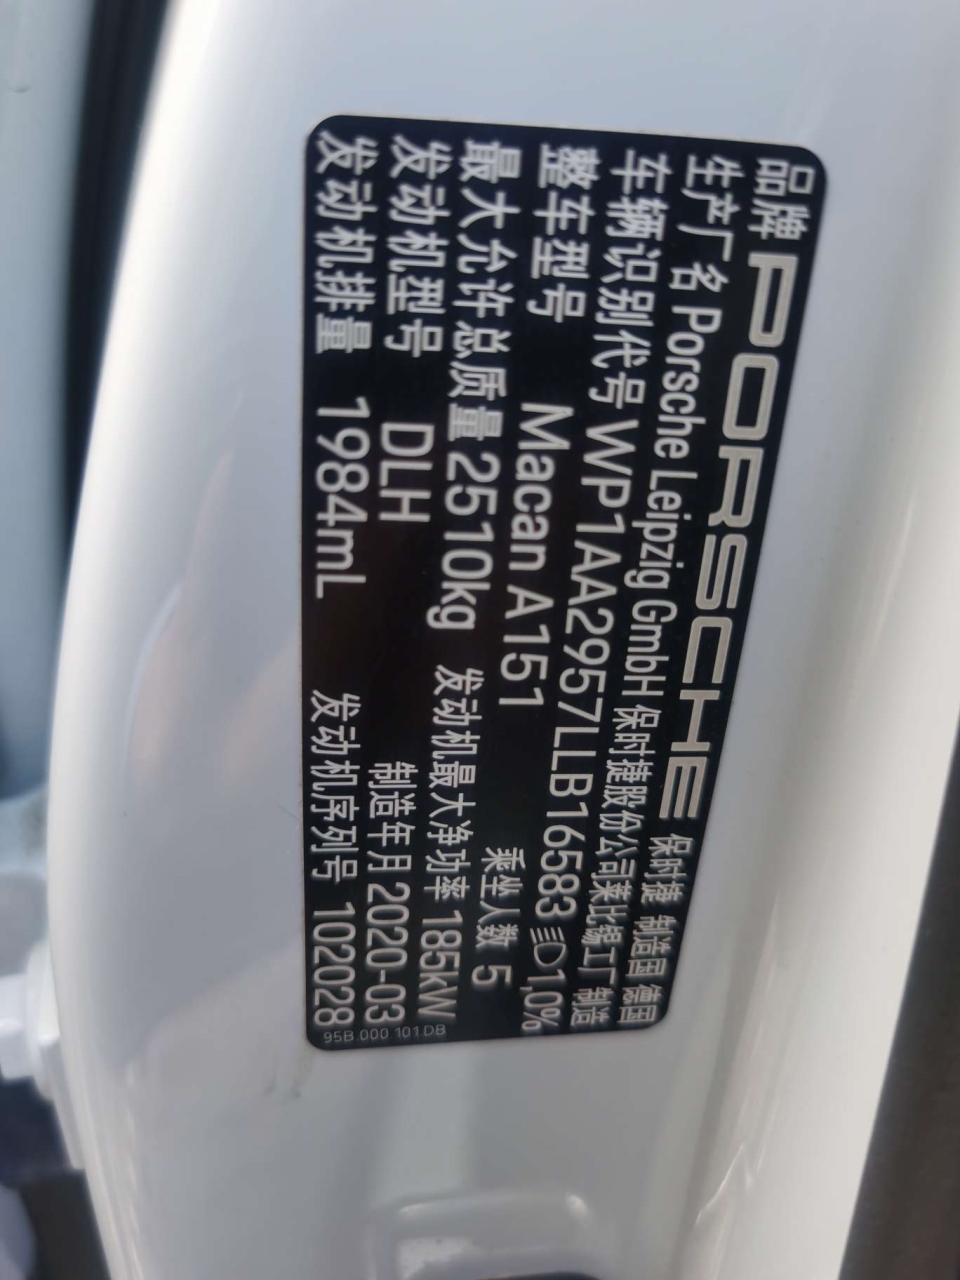 品牌 PORSCHE 保时捷 制造国 德国
生产厂名 Porsche Leipzig GmbH 保时捷股份公司莱比锡工厂 制造
车辆识别代号 WP1AA2957LLB16583 1,0%
整车型号 Macan A151 乘坐人数 5
最大允许总质量 2510kg 发动机最大净功率 185kW
发动机型号 DLH 制造年月 2020-03
发动机排量 1984mL 发动机序列号 102028
95B.000 101.DB